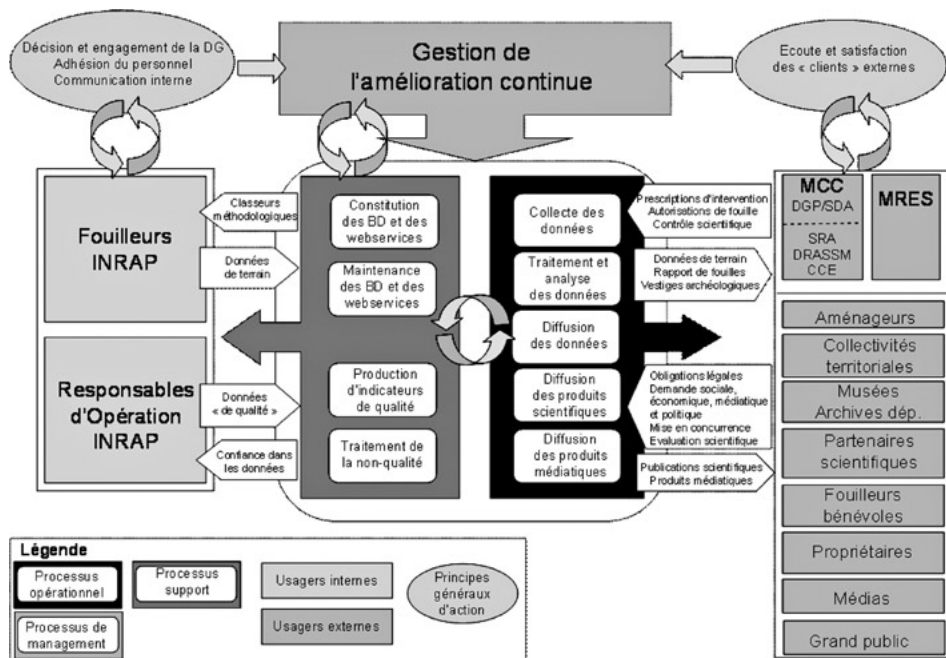 Décision et engagement de la DG
Adhésion du personnel
Communication interne
Gestion de
l'amélioration continue
Ecoute et satisfaction
des « clients » externes
Fouilleurs
INRAP
Responsables
d'Opération
INRAP
Classeurs
méthodologiques
Données
de terrain
Données
« de qualité »
Confiance dans
les données
Constitution
des BD et des
webservices
Maintenance
des BD et des
webservices
Production
d'indicateurs
de qualité
Traitement de
la non-qualité
Collecte des
données
Traitement et
analyse
des données
Diffusion
des données
Diffusion
des produits
scientifiques
Diffusion
des produits
médiatiques
Prescriptions d'intervention
Autorisations de fouille
Contrôle scientifique
Données de terrain
Rapport de fouilles
Vestiges archéologiques
Obligations légales
Demande sociale,
économique, médiatique
et politique
Mise en concurrence
Evaluation scientifique
Publications scientifiques
Produits médiatiques
MCC
DGP/SDA
SRA
DRASSM
CCE
MRES
Aménageurs
Collectivités
territoriales
Musées
Archives dép.
Partenaires
scientifiques
Fouilleurs
bénévoles
Propriétaires
Médias
Grand public
Légende
Processus
opérationnel
Processus
support
Processus de
management
Usagers internes
Usagers externes
Principes
généraux
d'action